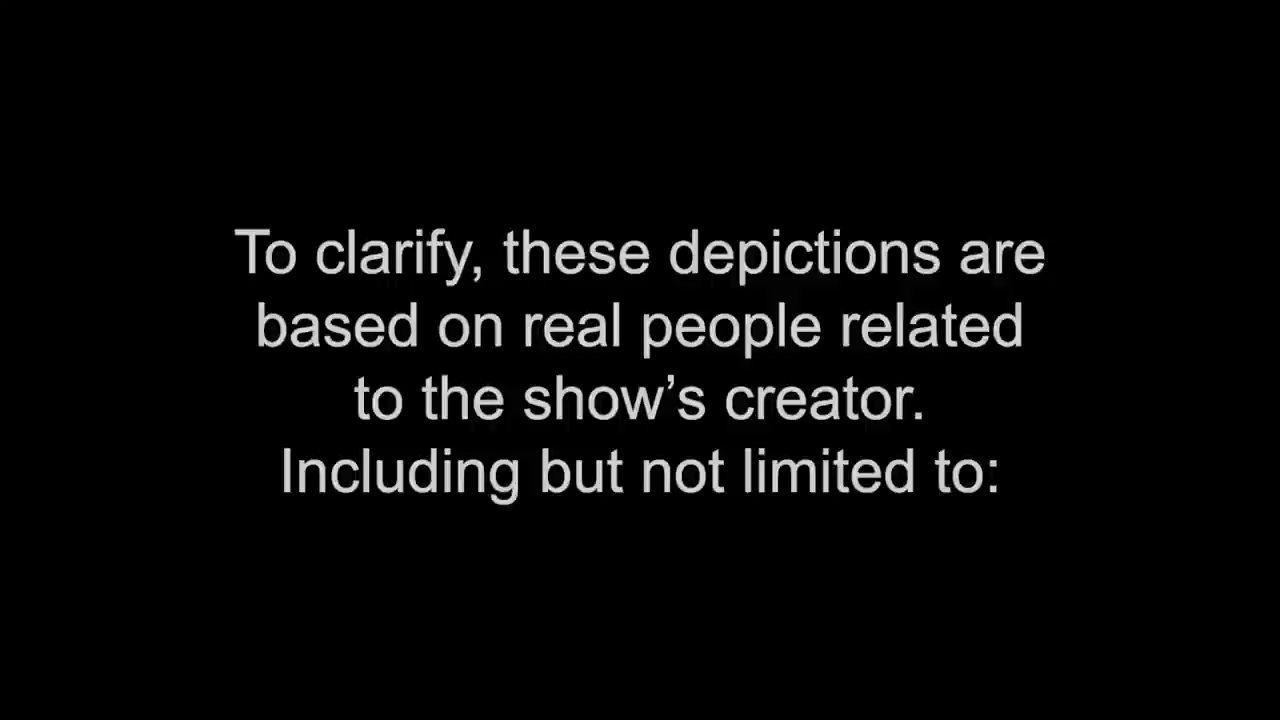 To clarify, these depictions are
based on real people related
to the show’s creator.
Including but not limited to: